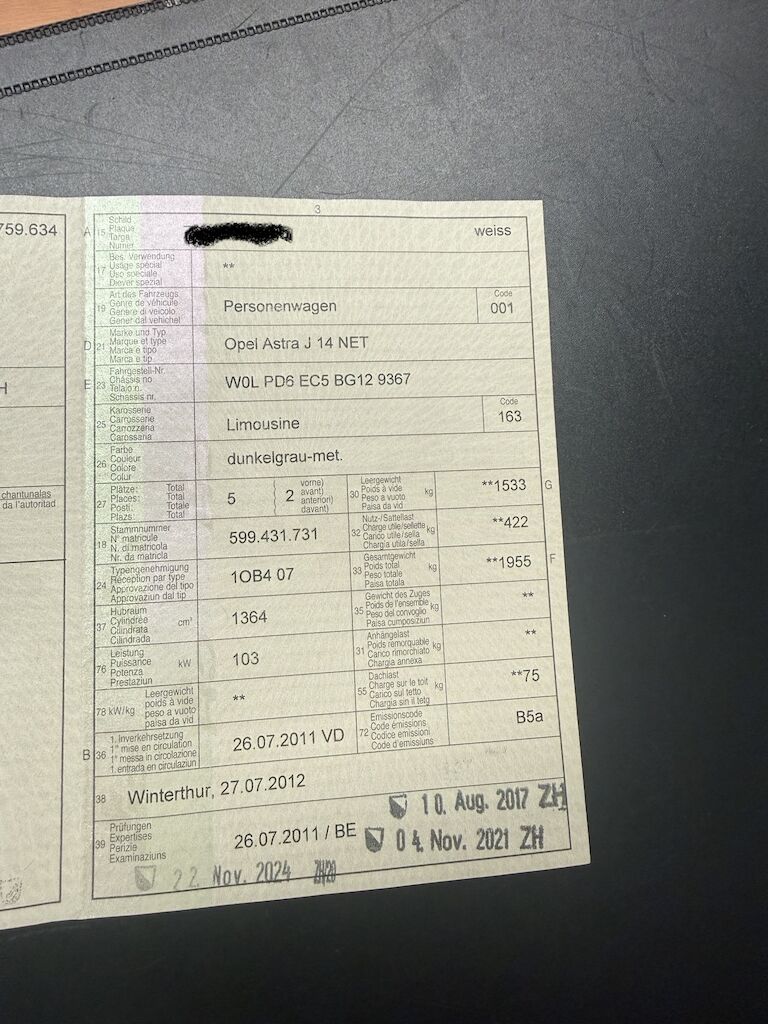 759.634
H
chantunalas
da l'autoritad
3
A 15 Schild
Plaque
Targa
Numer
weiss
17 Bes. Verwendung
Usage spécial
Uso speciale
Diever spezial
**
19 Art des Fahrzeugs
Genre de véhicule
Genere di veicolo
Gener dal vehichel
Personenwagen
Code
001
D 21 Marke und Typ
Marque et type
Marca e tipo
Marca e tip
Opel Astra J 14 NET
E 23 Fahrgestell-Nr.
Châssis no
Telaio n.
Schassis nr.
W0L PD6 EC5 BG12 9367
25 Karosserie
Carrosserie
Carrozzeria
Carossaria
Limousine
Code
163
26 Farbe
Couleur
Colore
Colur
dunkelgrau-met.
27 Plätze: Total
Places: Total
Posti: Totale
Plazs: Total
5
2
vorne)
avant)
anteriori)
davant)
30 Leergewicht
Poids à vide
Peso a vuoto
Paisa da vid
kg
**1533
G
18 Stammnummer
N° matricule
N. di matricola
Nr. da matricla
599.431.731
32 Nutz-/Sattellast
Charge utile/sellette
Carico utile/sella
Chargia utila/sella
kg
**422
24 Typengenehmigung
Réception par type
Approvazione del tipo
Approvaziun dal tip
1OB4 07
33 Gesamtgewicht
Poids total
Peso totale
Paisa totala
kg
**1955
F
37 Hubraum
Cylindrée
Cilindrata
Cilindrada
cm³
1364
35 Gewicht des Zuges
Poids de l'ensemble
Peso del convoglio
Paisa cumposiziun
kg
**
76 Leistung
Puissance
Potenza
Prestaziun
kW
103
31 Anhängelast
Poids remorquable
Carico rimorchiato
Chargia annexa
kg
**
78 kW/kg
Leergewicht
poids à vide
peso a vuoto
paisa da vid
**
55 Dachlast
Charge sur le toit
Carico sul tetto
Chargia sin il tetg
kg
**75
B 36 1. Inverkehrsetzung
1re mise en circulation
1a messa in circolazione
1. entrada en circulaziun
26.07.2011 VD
72 Emissionscode
Code émissions
Codice emissioni
Code d'emissiuns
B5a
38 Winterthur, 27.07.2012
10. Aug. 2017 ZH
39 Prüfungen
Expertises
Perizie
Examinaziuns
26.07.2011 / BE
04. Nov. 2021 ZH
22. Nov. 2024